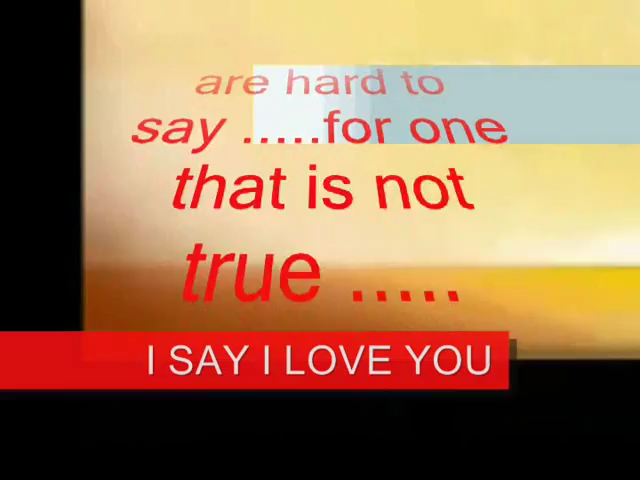 are hard to
say .....for one
that is not
true .....
I SAY I LOVE YOU